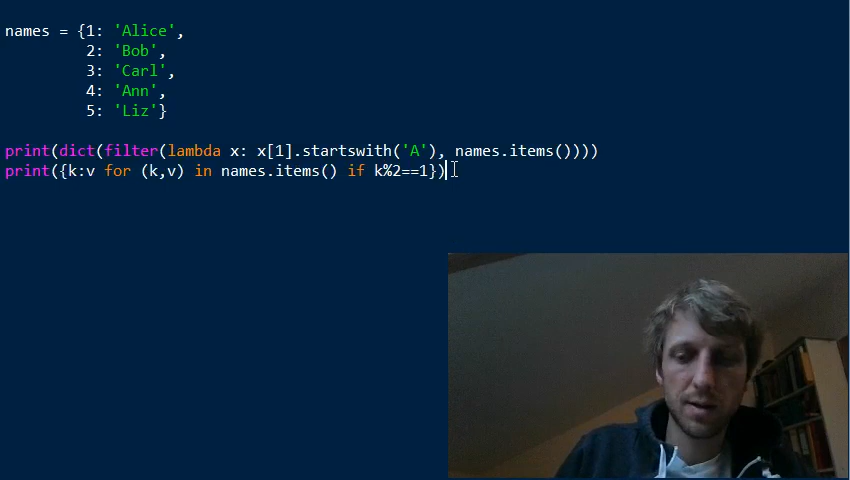 names = {1: 'Alice',
2: 'Bob',
3: 'Carl',
4: 'Ann',
5: 'Liz'}
print(dict(filter(lambda x: x[1].startswith('A'), names.items())))
print({k:v for (k,v) in names.items() if k%2==1})